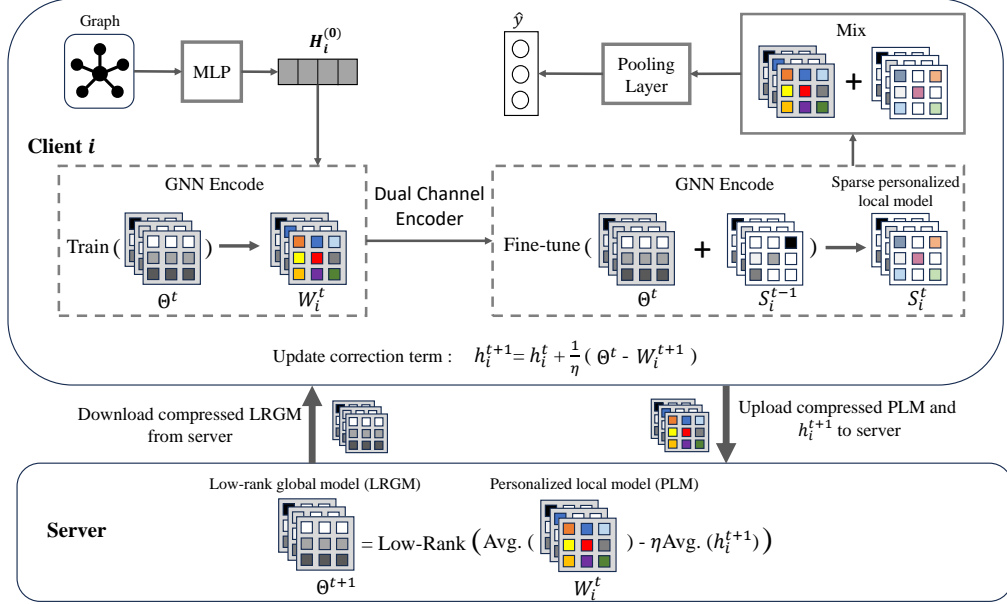 Graph
MLP
H_i^{(0)}
ŷ
Pooling
Layer
Mix
Client i
GNN Encode
Train (
)
Θ^t
W_i^t
Dual Channel
Encoder
GNN Encode
Sparse personalized
local model
Fine-tune (
+
)
Θ^t
S_i^{t-1}
S_i^t
+
Update correction term : h_i^{t+1} = h_i^t + \frac{1}{η} ( Θ^t - W_i^{t+1} )
Download compressed LRGM
from server
Upload compressed PLM and
h_i^{t+1} to server
Low-rank global model (LRGM)
Personalized local model (PLM)
Server
= Low-Rank ( Avg. ( ) - ηAvg. (h_i^{t+1}) )
Θ^{t+1}
W_i^t